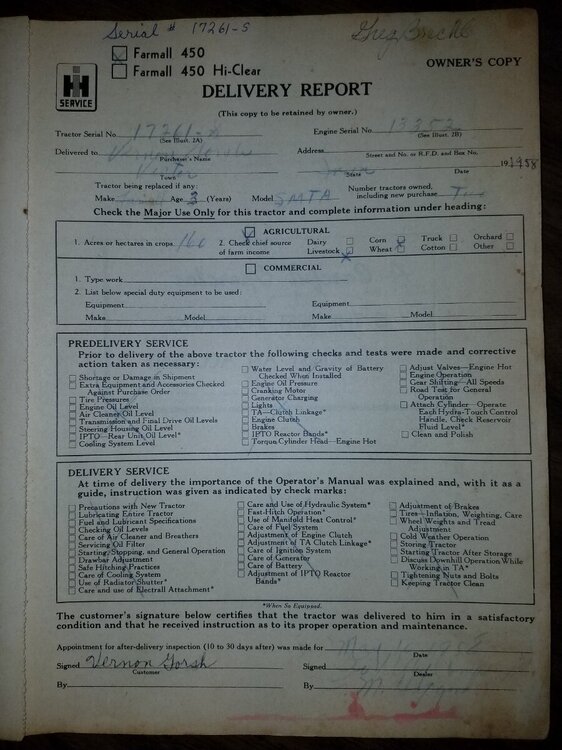 Serial # 17261-S
Farmall 450
Farmall 450 Hi-Clear
IH
SERVICE
OWNER'S COPY
DELIVERY REPORT
(This copy to be retained by owner.)
Tractor Serial No. 17261-S Engine Serial No.
(See Illust. 2A) (See Illust. 2B)
Delivered to Vernon Gorsh Address
Purchaser's Name Street and No. or R.F.D. and Box No.
Iowa 19 1958
Town State Date
Tractor being replaced if any: Number tractors owned,
Make Farmall Age 3 (Years) Model SMTA including new purchase Two
Check the Major Use Only for this tractor and complete information under heading:
AGRICULTURAL
1. Acres or hectares in crops 160 2. Check chief source of farm income Dairy Corn Truck Orchard
Livestock Wheat Cotton Other
COMMERCIAL
1. Type work
2. List below special duty equipment to be used:
Equipment Equipment
Make Model Make Model
PREDELIVERY SERVICE
Prior to delivery of the above tractor the following checks and tests were made and corrective
action taken as necessary:
Shortage or Damage in Shipment
Extra Equipment and Accessories Checked
Against Purchase Order
Tire Pressures
Engine Oil Level
Air Cleaner Oil Level
Transmission and Final Drive Oil Levels
Steering Housing Oil Level
IPTO—Rear Unit Oil Level*
Cooling System Level
Water Level and Gravity of Battery
Checked When Installed
Engine Oil Pressure
Cranking Motor
Generator Charging
Lights
TA—Clutch Linkage*
Engine Clutch
Brakes
IPTO Reactor Bands*
Torque Cylinder Head—Engine Hot
Adjust Valves—Engine Hot
Engine Operation
Gear Shifting—All Speeds
Road Test for General
Operation
Attach Cylinder—Operate
Each Hydra-Touch Control
Handle. Check Reservoir
Fluid Level*
Clean and Polish
DELIVERY SERVICE
At time of delivery the importance of the Operator's Manual was explained and, with it as a
guide, instruction was given as indicated by check marks:
Precautions with New Tractor
Lubricating Entire Tractor
Fuel and Lubricant Specifications
Checking Oil Levels
Care of Air Cleaner and Breathers
Servicing Oil Filter
Starting, Stopping, and General Operation
Drawbar Adjustment
Safe Hitching Practices
Care of Cooling System
Use of Radiator Shutter*
Care and use of Electrall Attachment*
Care and Use of Hydraulic System*
Fast-Hitch Operation*
Use of Manifold Heat Control*
Care of Fuel System
Adjustment of Engine Clutch
Adjustment of TA Clutch Linkage*
Care of Ignition System
Care of Generator
Care of Battery
Adjustment of IPTO Reactor
Bands*
Adjustment of Brakes
Tires—Inflation, Weighting, Care
Wheel Weights and Tread
Adjustment
Cold Weather Operation
Storing Tractor
Starting Tractor After Storage
Discuss Downhill Operation While
Working in TA*
Tightening Nuts and Bolts
Keeping Tractor Clean
*When So Equipped.
The customer's signature below certifies that the tractor was delivered to him in a satisfactory
condition and that he received instruction as to its proper operation and maintenance.
Appointment for after-delivery inspection (10 to 30 days after) was made for May
Date
Signed Vernon Gorsh Signed
Customer Dealer
By By